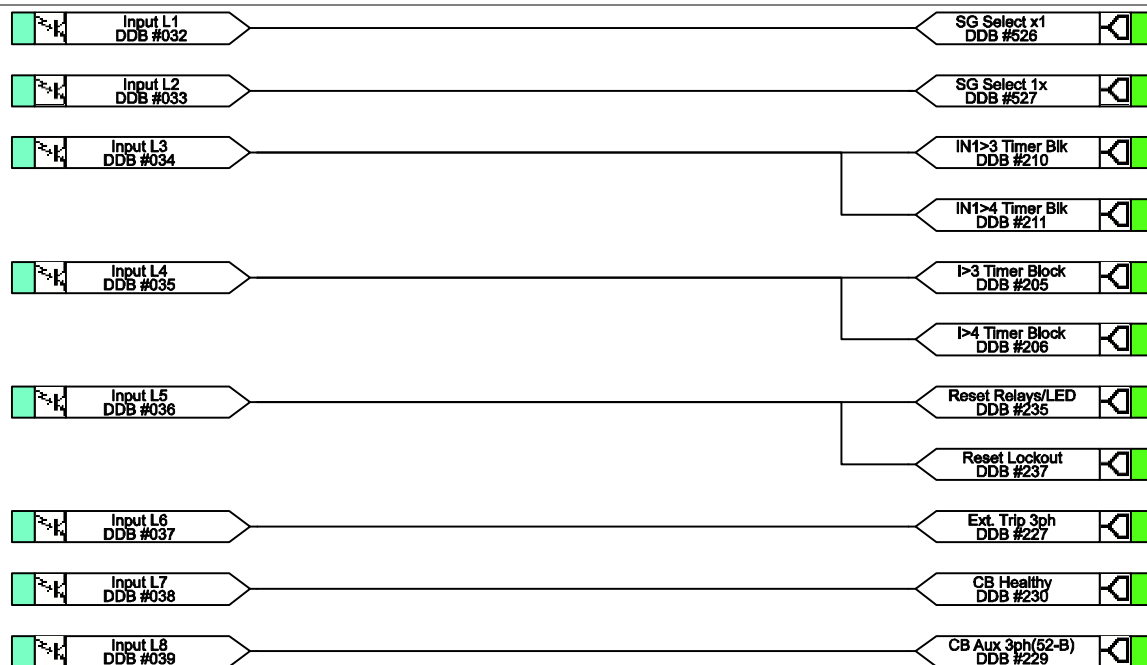 Input L1
DDB #032
SG Select x1
DDB #526
Input L2
DDB #033
SG Select 1x
DDB #527
Input L3
DDB #034
IN1>3 Timer Blk
DDB #210
IN1>4 Timer Blk
DDB #211
Input L4
DDB #035
I>3 Timer Block
DDB #205
I>4 Timer Block
DDB #206
Input L5
DDB #036
Reset Relays/LED
DDB #235
Reset Lockout
DDB #237
Input L6
DDB #037
Ext. Trip 3ph
DDB #227
Input L7
DDB #038
CB Healthy
DDB #230
Input L8
DDB #039
CB Aux 3ph(52-B)
DDB #229